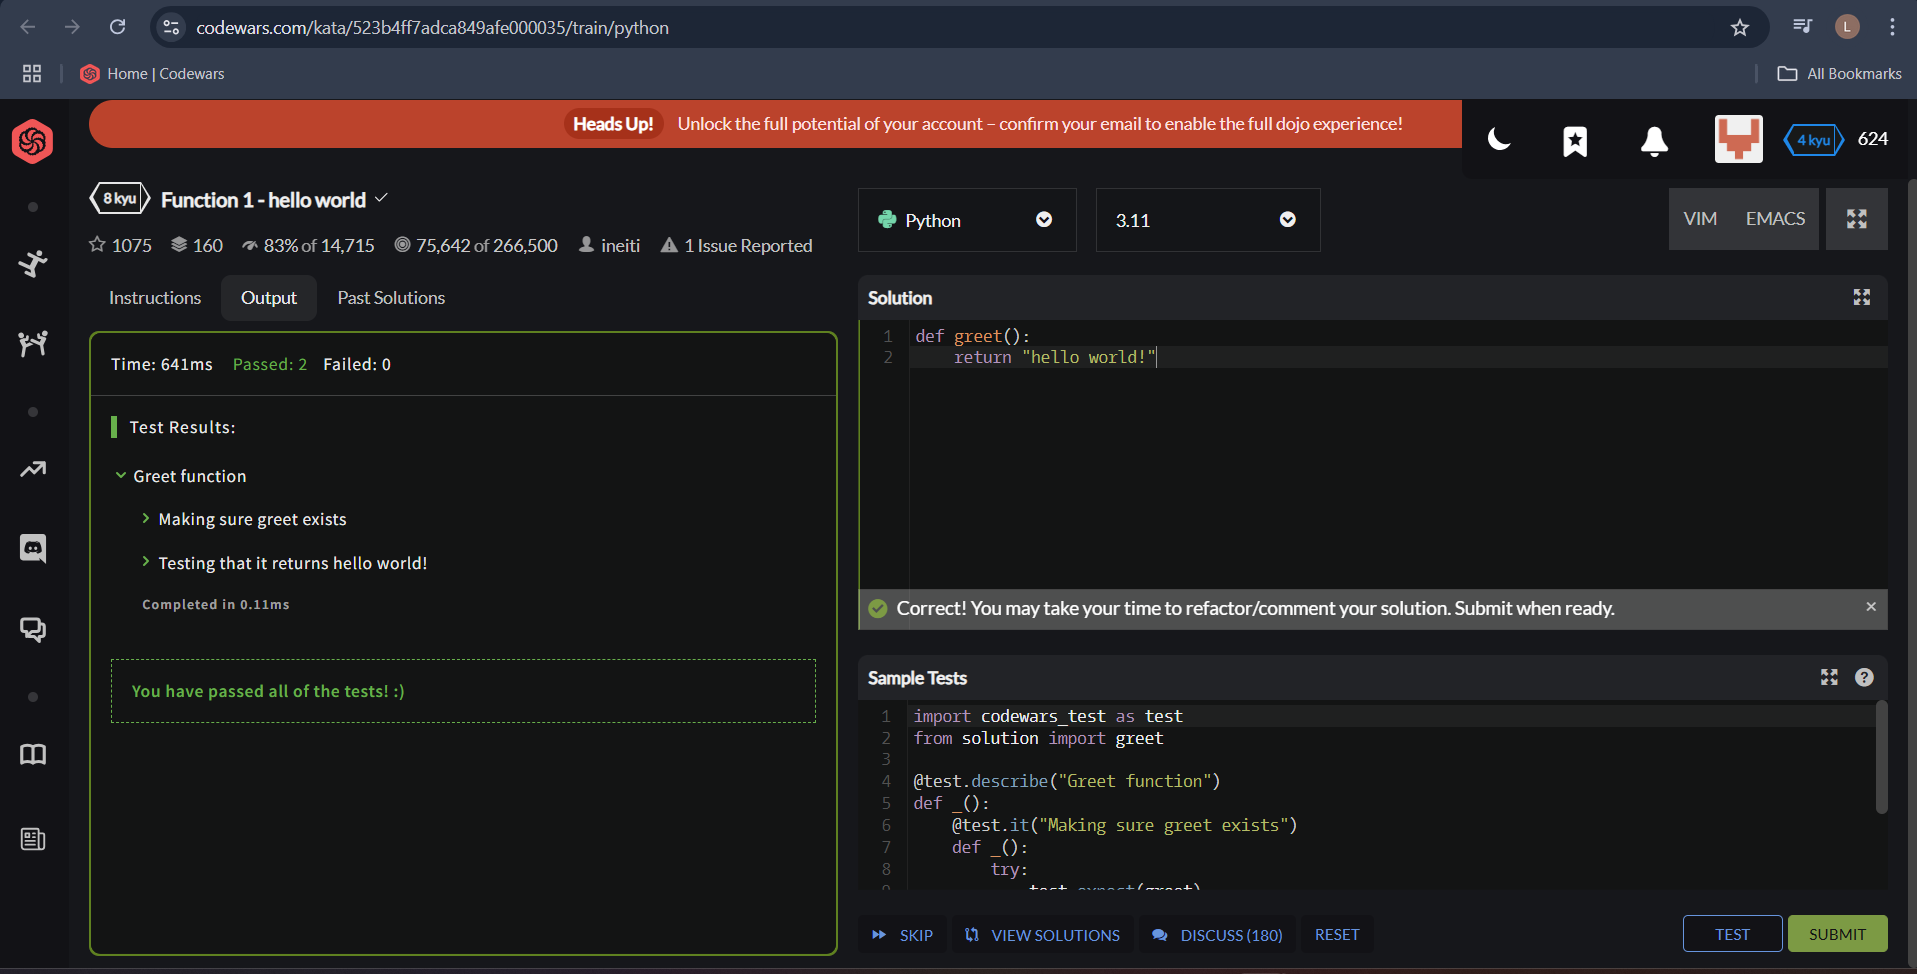 codewars.com/kata/523b4ff7adca849afe000035/train/python
L
Home | Codewars
All Bookmarks
Heads Up! Unlock the full potential of your account – confirm your email to enable the full dojo experience!
4 kyu 624
8 kyu Function 1 - hello world
1075 160 83% of 14,715 75,642 of 266,500 ineiti 1 Issue Reported
Python
3.11
VIM EMACS
Instructions Output Past Solutions
Time: 641ms Passed: 2 Failed: 0
Test Results:
Greet function
Making sure greet exists
Testing that it returns hello world!
Completed in 0.11ms
You have passed all of the tests! :)
Solution
1 def greet():
2 return "hello world!"
Correct! You may take your time to refactor/comment your solution. Submit when ready.
Sample Tests
1 import codewars_test as test
2 from solution import greet
3
4 @test.describe("Greet function")
5 def _():
6 @test.it("Making sure greet exists")
7 def _():
8 try:
9 test.expect(greet)
SKIP VIEW SOLUTIONS DISCUSS (180) RESET
TEST SUBMIT